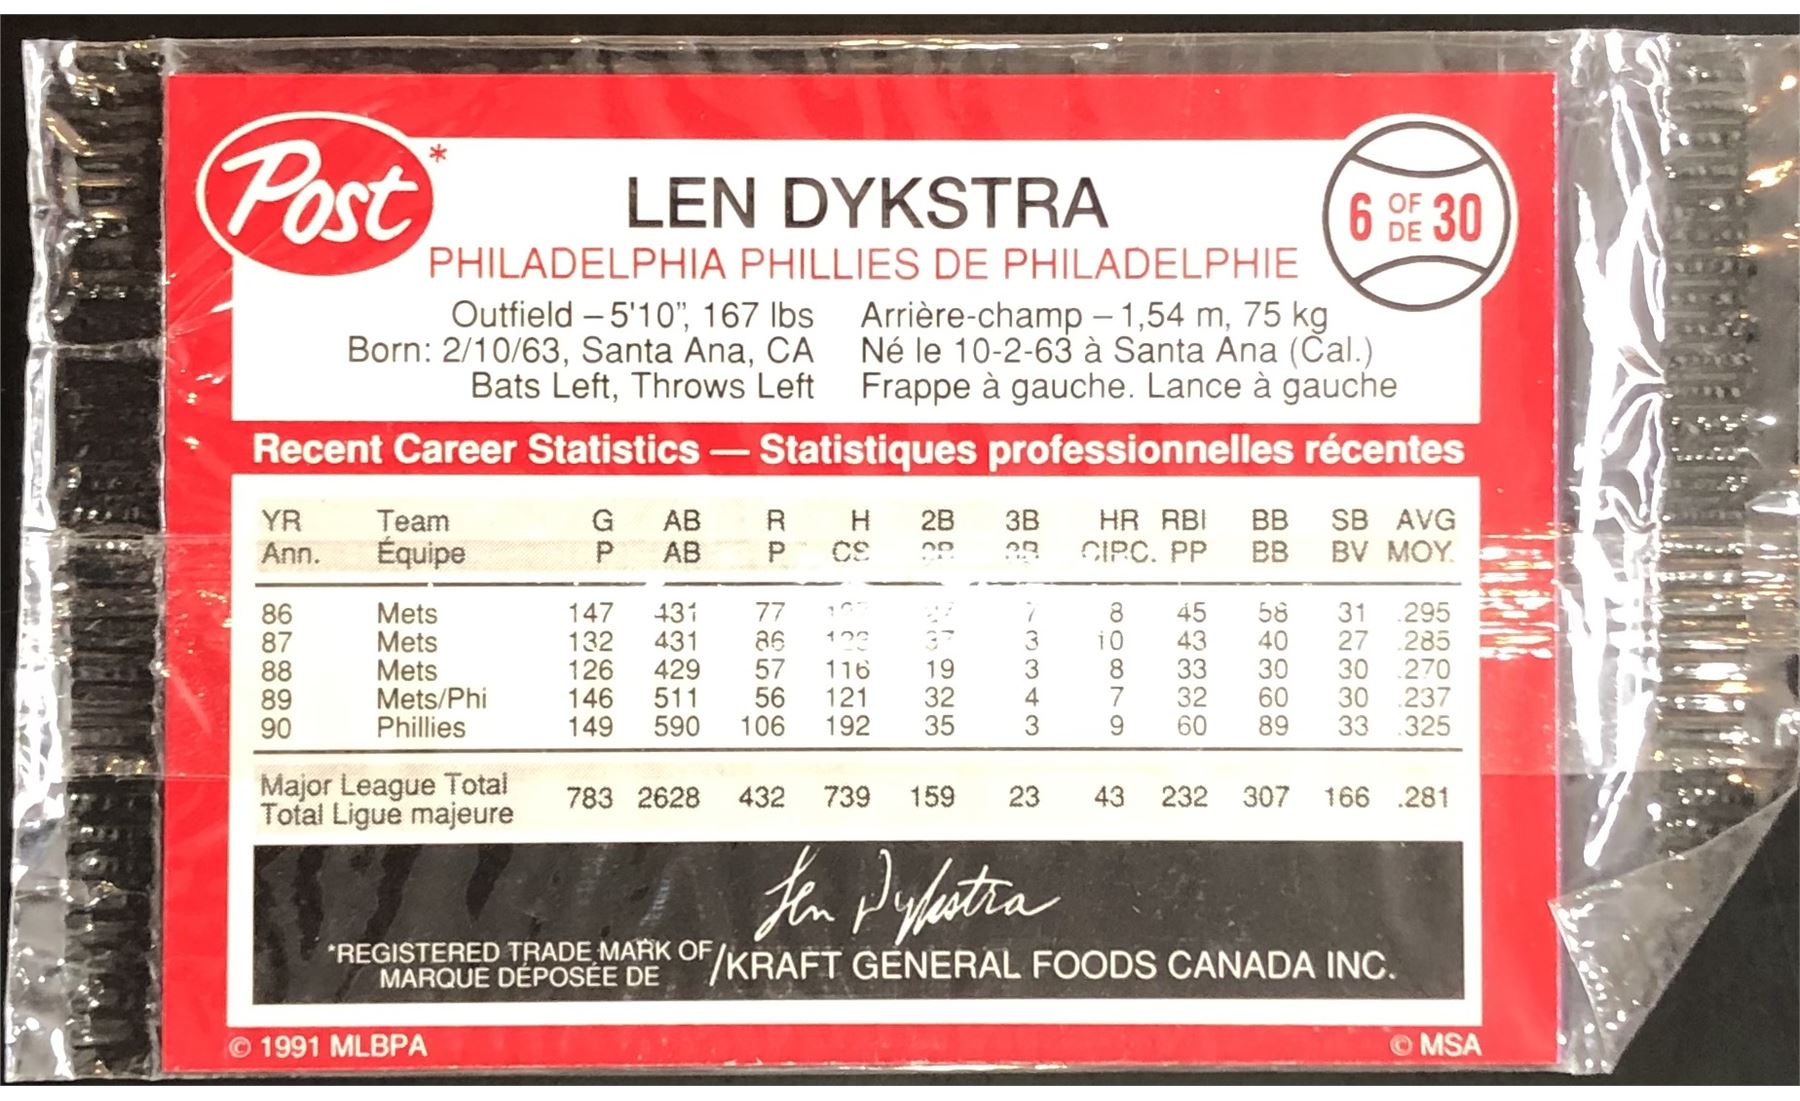 Post*
LEN DYKSTRA
6 OF DE 30
PHILADELPHIA PHILLIES DE PHILADELPHIE
Outfield – 5'10", 167 lbs Arrière-champ – 1,54 m, 75 kg
Born: 2/10/63, Santa Ana, CA Né le 10-2-63 à Santa Ana (Cal.)
Bats Left, Throws Left Frappe à gauche. Lance à gauche
Recent Career Statistics — Statistiques professionnelles récentes
YR Team G AB R H 2B 3B HR RBI BB SB AVG
Ann. Équipe P AB P CS 2B 3B CIRC. PP BB BV MOY.
86 Mets 147 431 77 7 8 45 58 31 .295
87 Mets 132 431 86 37 3 10 43 40 27 .285
88 Mets 126 429 57 116 19 3 8 33 30 30 .270
89 Mets/Phi 146 511 56 121 32 4 7 32 60 30 .237
90 Phillies 149 590 106 192 35 3 9 60 89 33 .325
Major League Total
Total Ligue majeure 783 2628 432 739 159 23 43 232 307 166 .281
Len Dykstra
*REGISTERED TRADE MARK OF
MARQUE DÉPOSÉE DE /KRAFT GENERAL FOODS CANADA INC.
© 1991 MLBPA © MSA